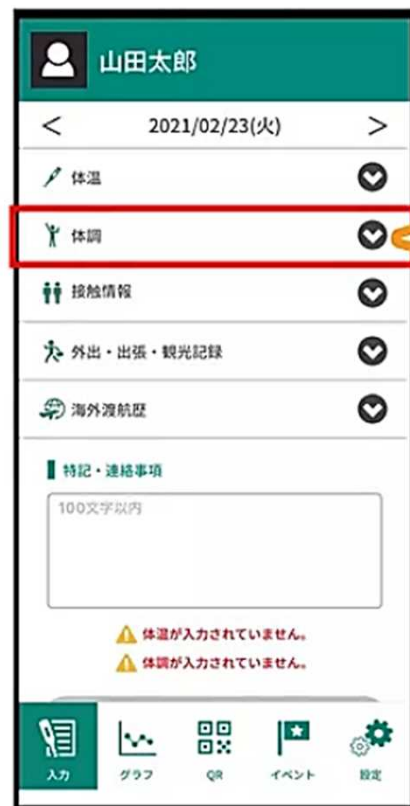 山田太郎
< 2021/02/23(火) >
体温
体調
接触情報
外出・出張・観光記録
海外渡航歴
特記・連絡事項
100文字以内
体温が入力されていません。
体調が入力されていません。
入力 グラフ QR イベント 設定